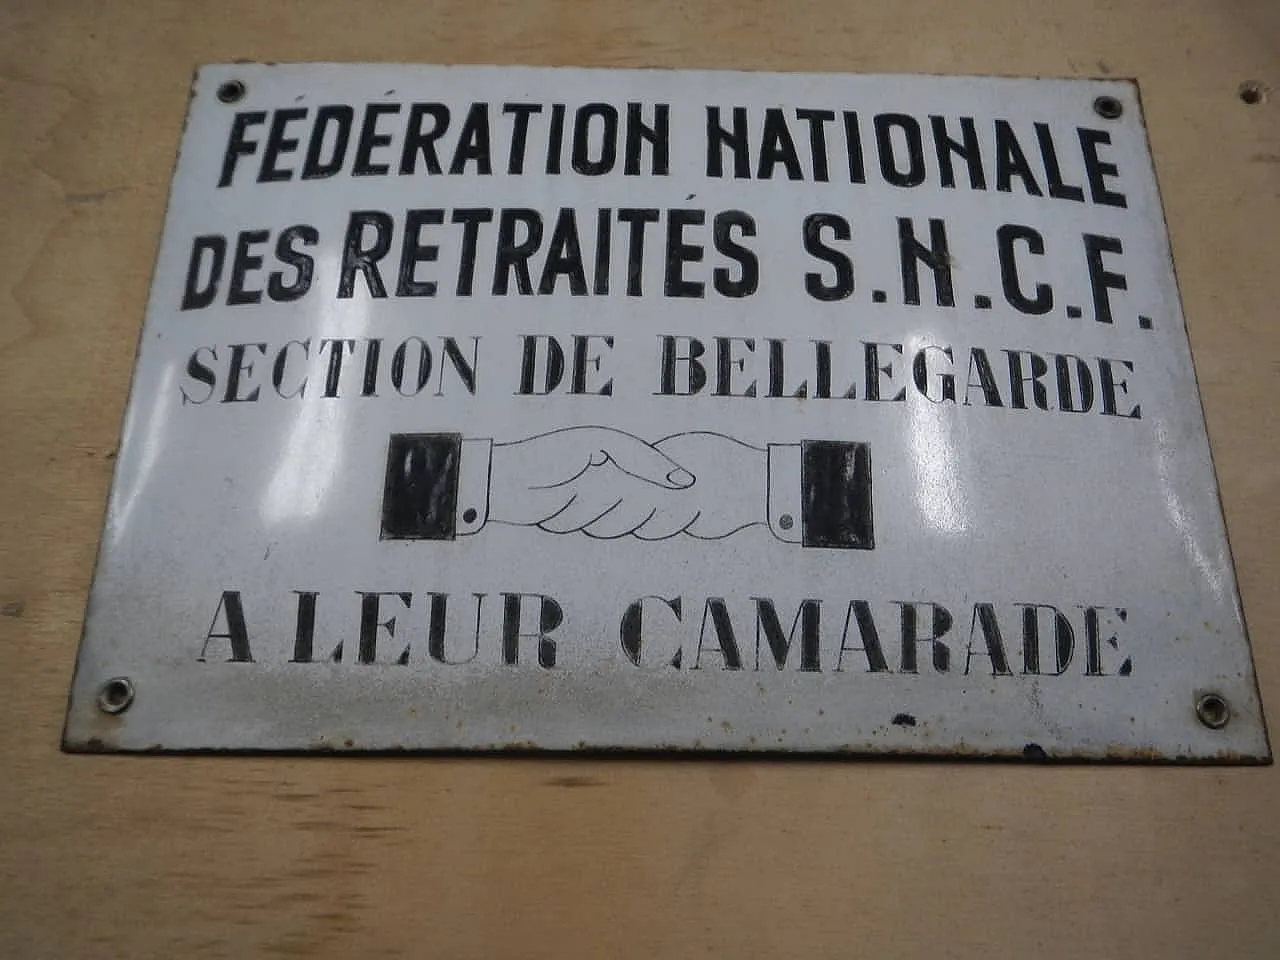 FÉDÉRATION NATIONALE
DES RETRAITÉS S.N.C.F.
SECTION DE BELLEGARDE
A LEUR CAMARADE